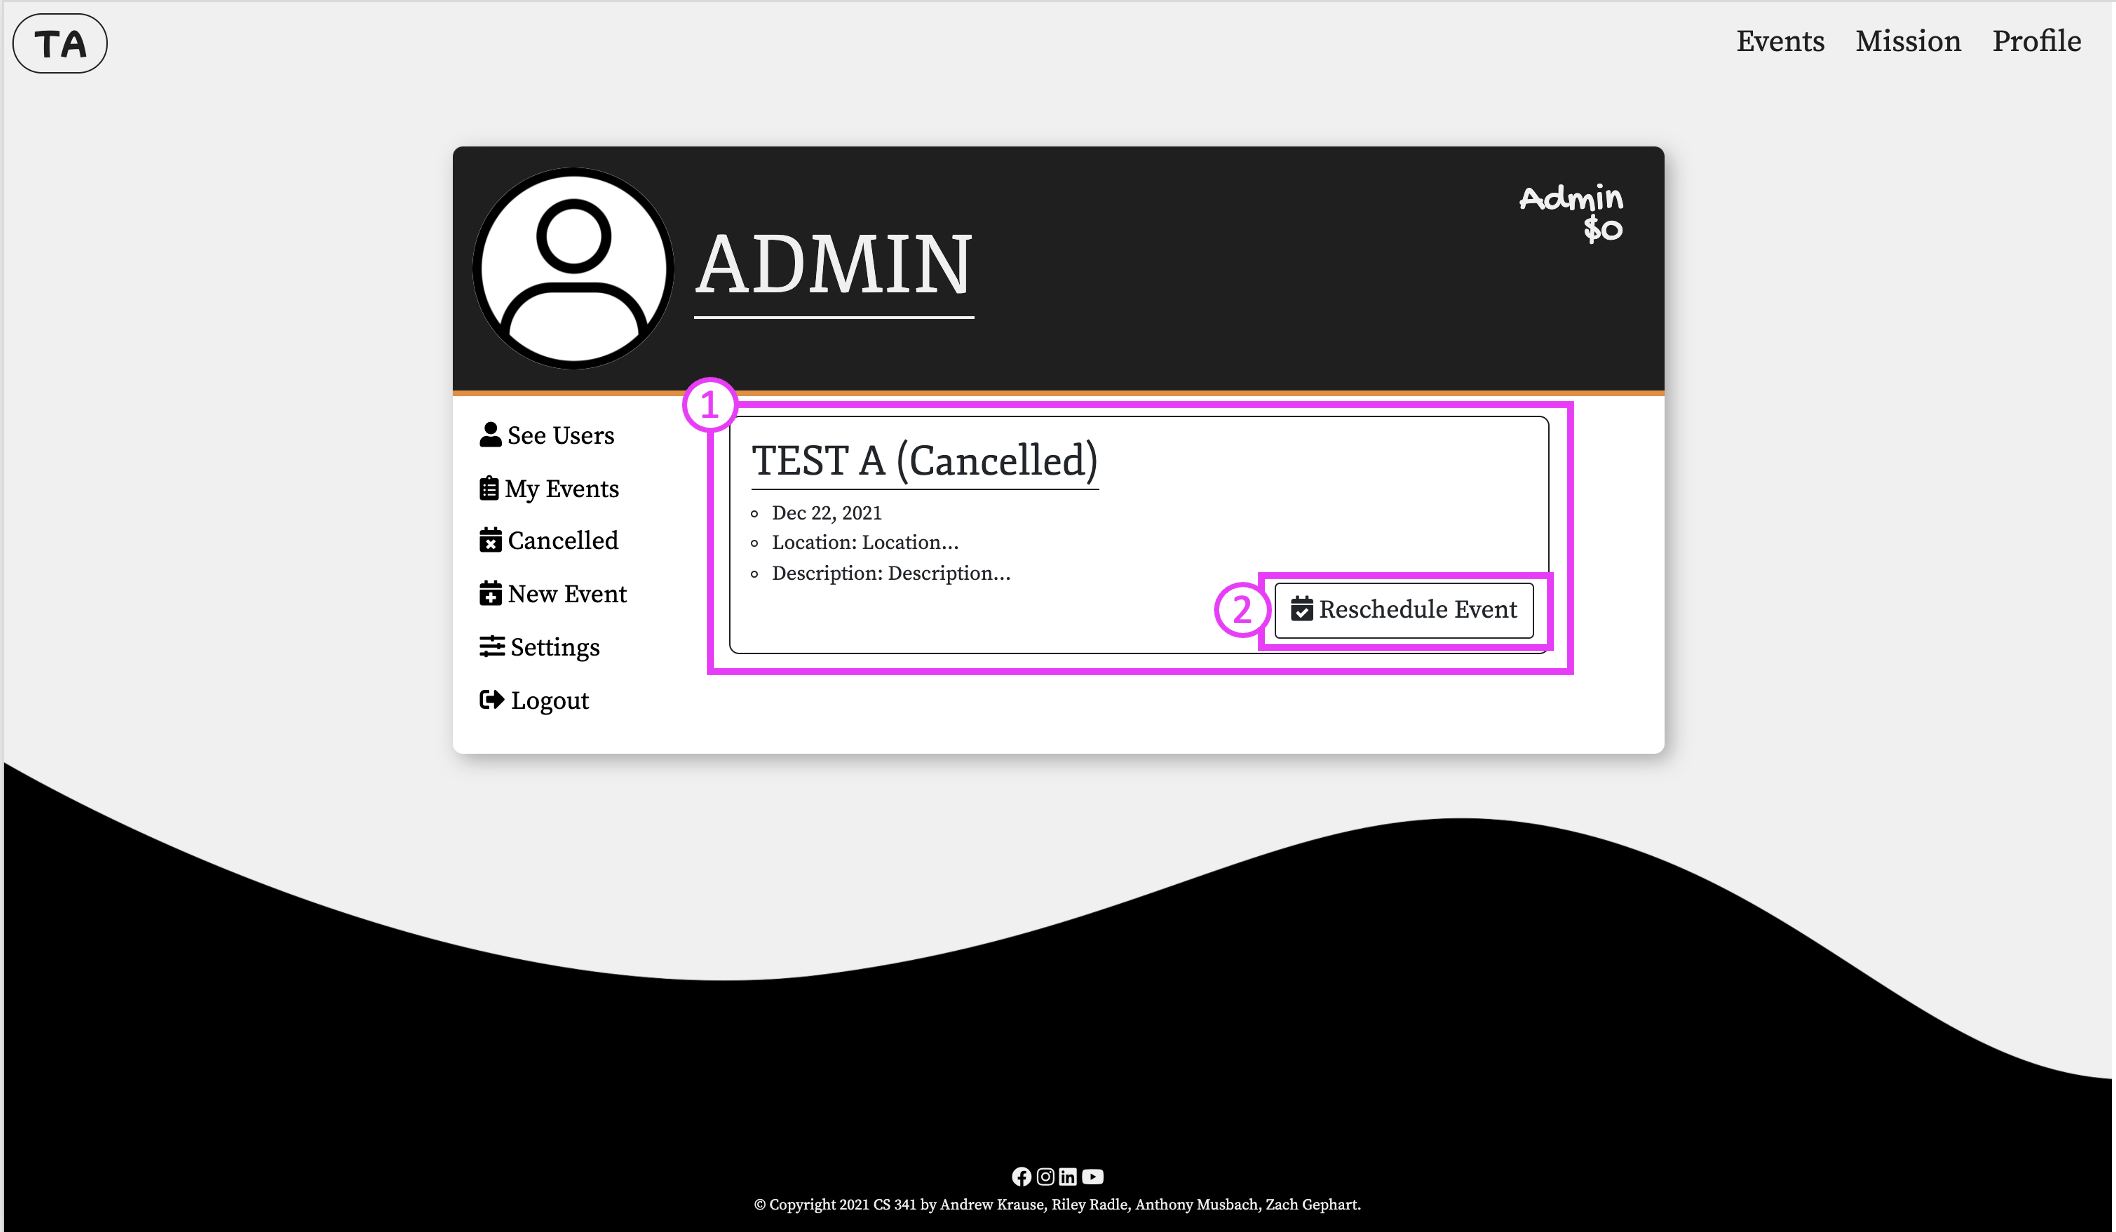 TA
Events Mission Profile
Admin
$0
ADMIN
1
See Users
My Events
Cancelled
New Event
Settings
Logout
TEST A (Cancelled)
Dec 22, 2021
Location: Location...
Description: Description...
2
Reschedule Event
© Copyright 2021 CS 341 by Andrew Krause, Riley Radle, Anthony Musbach, Zach Gephart.